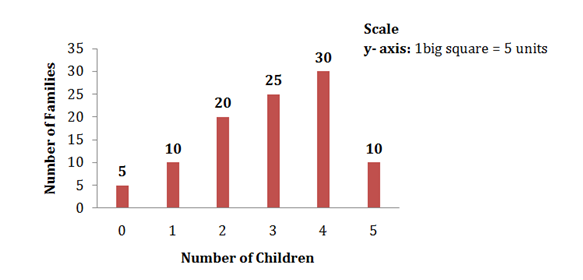 Scale
y- axis: 1big square = 5 units
Number of Families
35
30
25
20
15
10
5
0
5
10
20
25
30
10
0 1 2 3 4 5
Number of Children